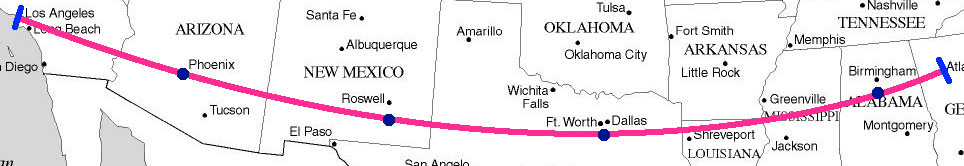 Los Angeles
Long Beach
n Diego
ARIZONA
Phoenix
Tucson
Santa Fe
Albuquerque
NEW MEXICO
Roswell
El Paso
Amarillo
San Angelo
Tulsa
OKLAHOMA
Oklahoma City
Wichita
Falls
Ft. Worth
Dallas
Fort Smith
ARKANSAS
Little Rock
Shreveport
LOUISIANA
Nashville
TENNESSEE
Memphis
Greenville
MISSISSIPPI
Jackson
Birmingham
ALABAMA
Montgomery
Atla
GE